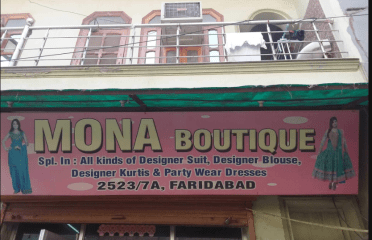 MONA BOUTIQUE
Spl. In : All kinds of Designer Suit, Designer Blouse,
Designer Kurtis & Party Wear Dresses
2523/7A, FARIDABAD